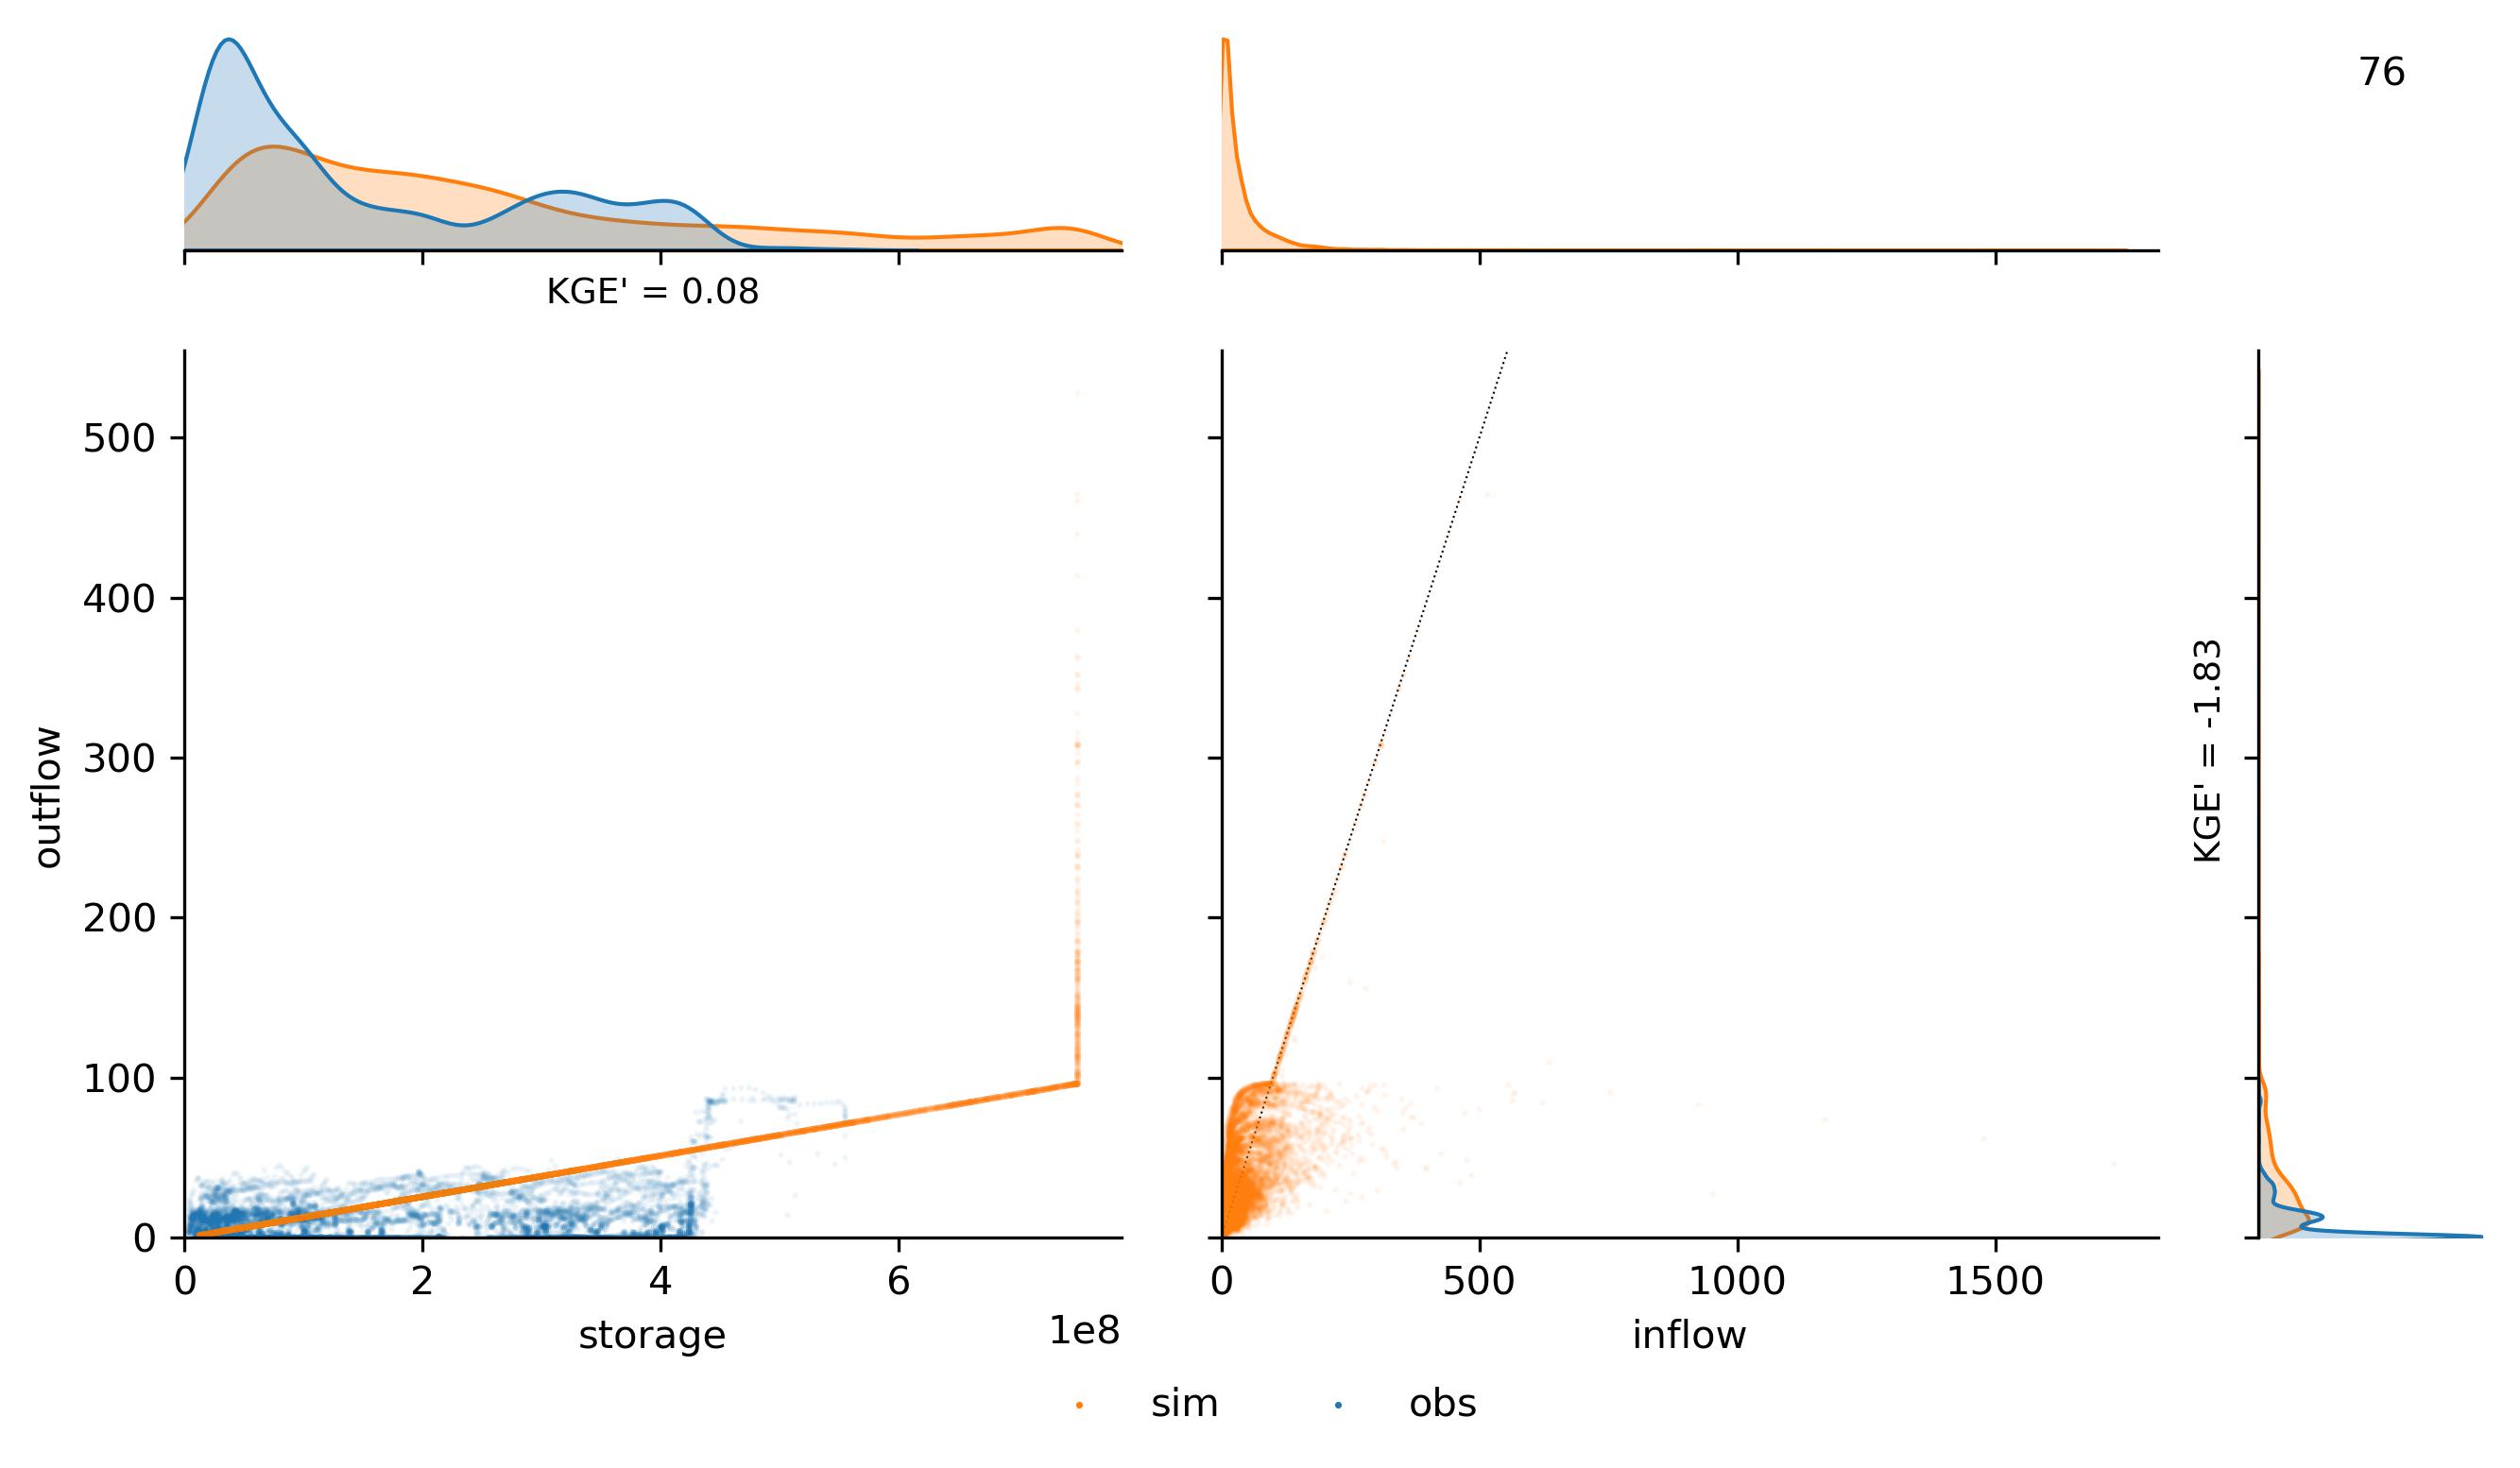 76
KGE' = 0.08
500
400
300
200
100
0
outflow
KGE' = -1.83
0 2 4 6
0 500 1000 1500
1e8
storage
inflow
sim obs